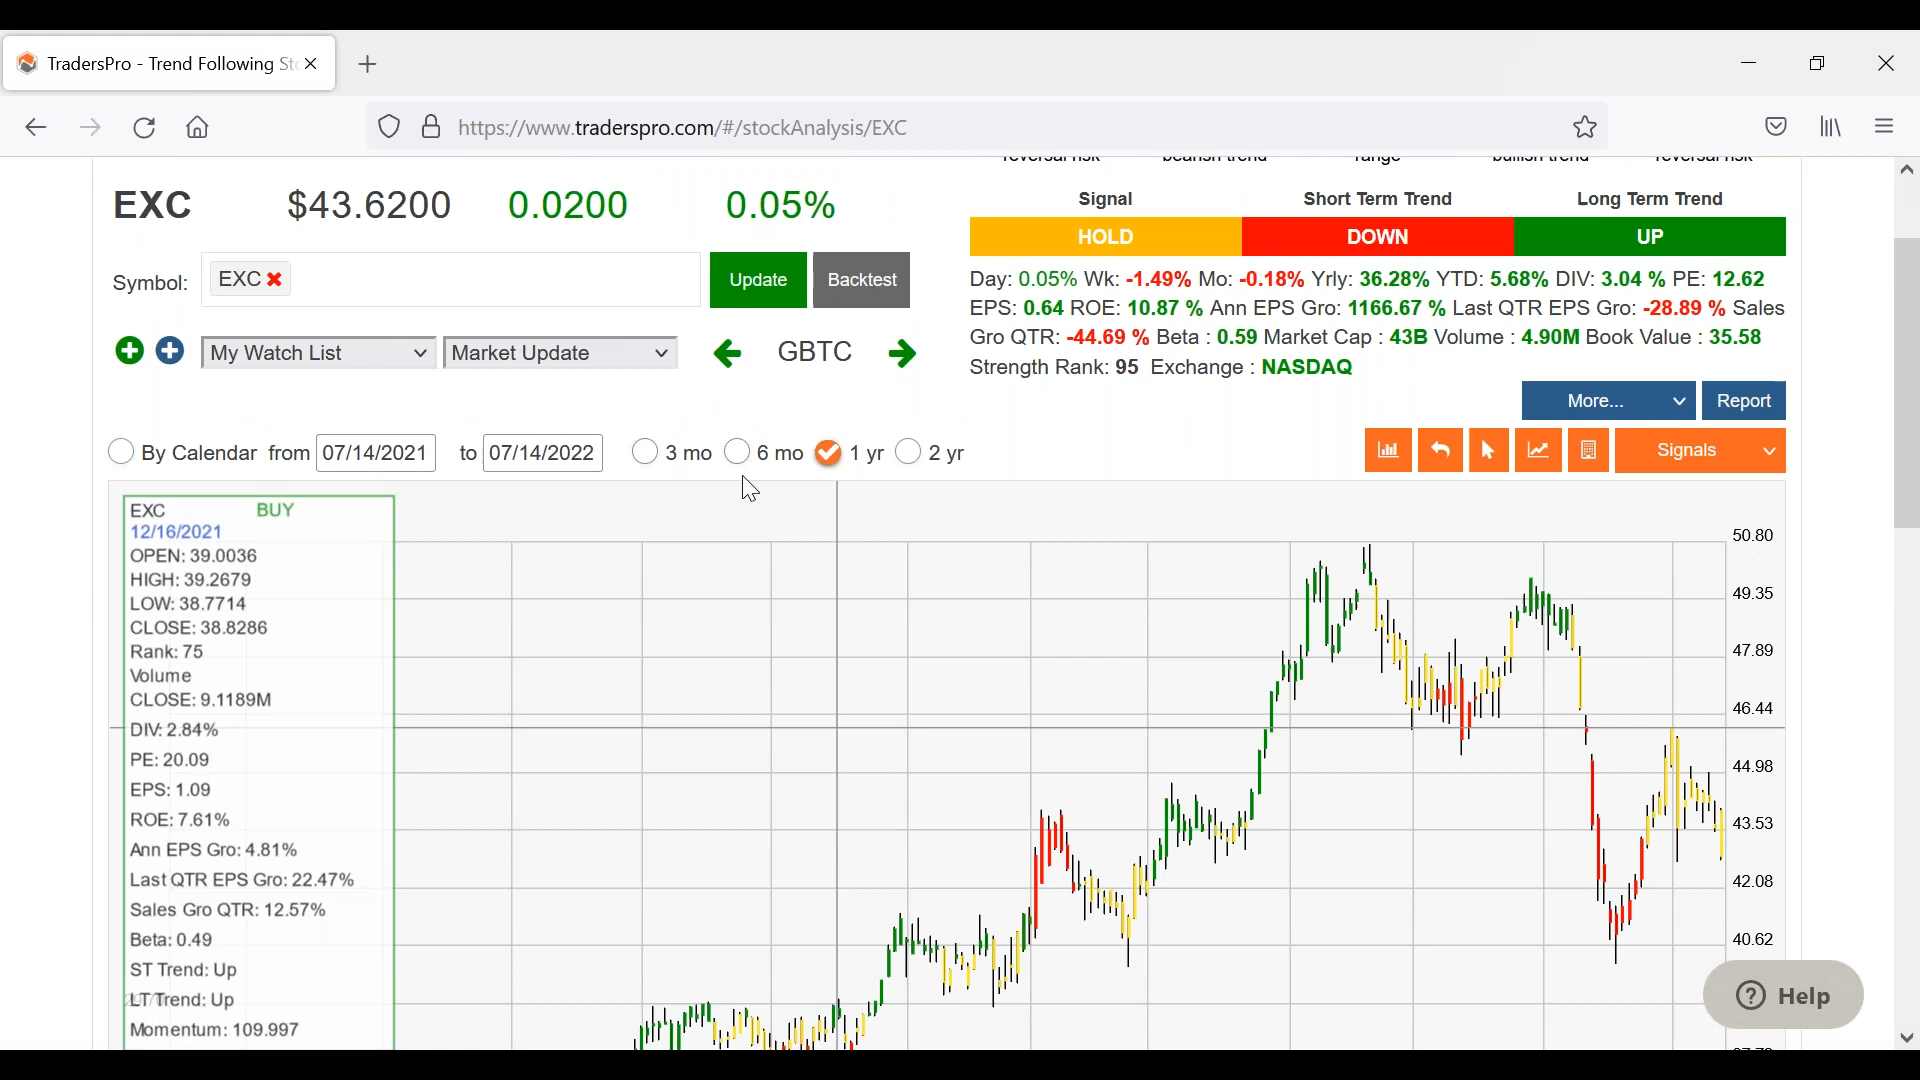 TradersPro - Trend Following St
https://www.traderspro.com/#/stockAnalysis/EXC
reversal risk bearish trend range bullish trend reversal risk
EXC $43.6200 0.0200 0.05%
Signal Short Term Trend Long Term Trend
HOLD DOWN UP
Symbol: EXC Update Backtest
Day: 0.05% Wk: -1.49% Mo: -0.18% Yrly: 36.28% YTD: 5.68% DIV: 3.04 % PE: 12.62
EPS: 0.64 ROE: 10.87 % Ann EPS Gro: 1166.67 % Last QTR EPS Gro: -28.89 % Sales
Gro QTR: -44.69 % Beta : 0.59 Market Cap : 43B Volume : 4.90M Book Value : 35.58
Strength Rank: 95 Exchange : NASDAQ
My Watch List Market Update GBTC
More... Report
By Calendar from 07/14/2021 to 07/14/2022 3 mo 6 mo 1 yr 2 yr
Signals
EXC BUY
12/16/2021
OPEN: 39.0036
HIGH: 39.2679
LOW: 38.7714
CLOSE: 38.8286
Rank: 75
Volume
CLOSE: 9.1189M
DIV: 2.84%
PE: 20.09
EPS: 1.09
ROE: 7.61%
Ann EPS Gro: 4.81%
Last QTR EPS Gro: 22.47%
Sales Gro QTR: 12.57%
Beta: 0.49
ST Trend: Up
LT Trend: Up
Momentum: 109.997
50.80
49.35
47.89
46.44
44.98
43.53
42.08
40.62
Help